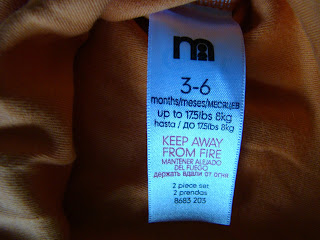 m
3-6
months/meses/МЕСЯЦЕВ
up to 17.5lbs 8kg
hasta / ДО 17.5lbs 8kg
KEEP AWAY
FROM FIRE
MANTENER ALEJADO
DEL FUEGO
держать вдали от огня
2 piece set
2 prendas
8683 203